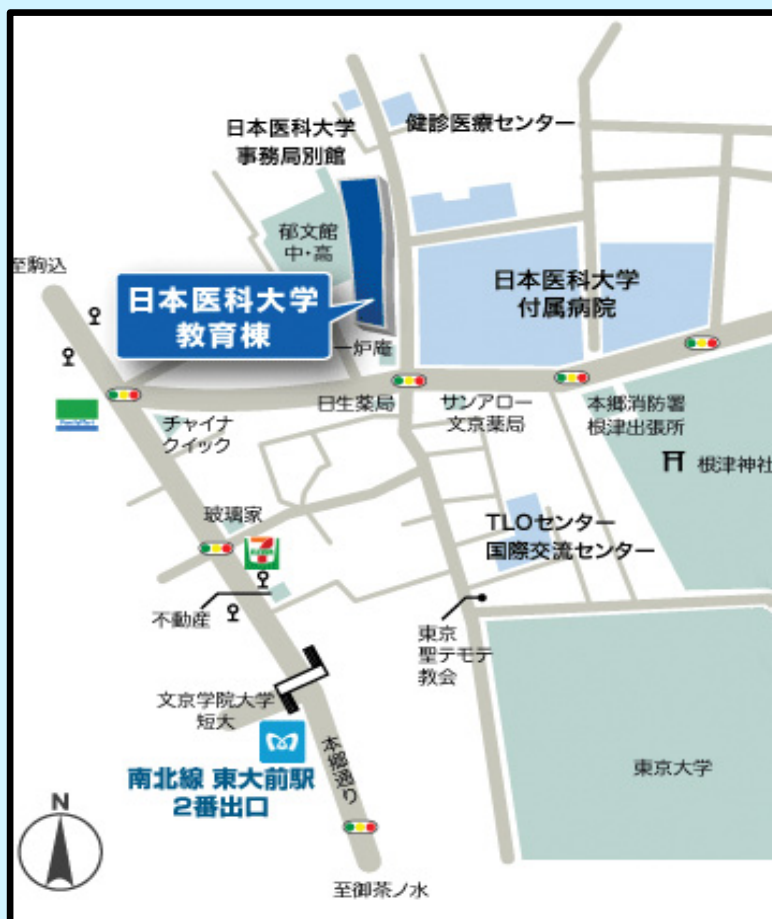 日本医科大学
事務局別館
健診医療センター
郁文館
中・高
至駒込
日本医科大学
教育棟
日本医科大学
付属病院
一炉庵
日生薬局
サンアロー
文京薬局
本郷消防署
根津出張所
チャイナ
クイック
根津神社
玻璃家
TLOセンター
国際交流センター
不動産
東京
聖テモテ
教会
文京学院大学
短大
南北線 東大前駅
2番出口
本郷通り
東京大学
N
至御茶ノ水
FamilyMart
7